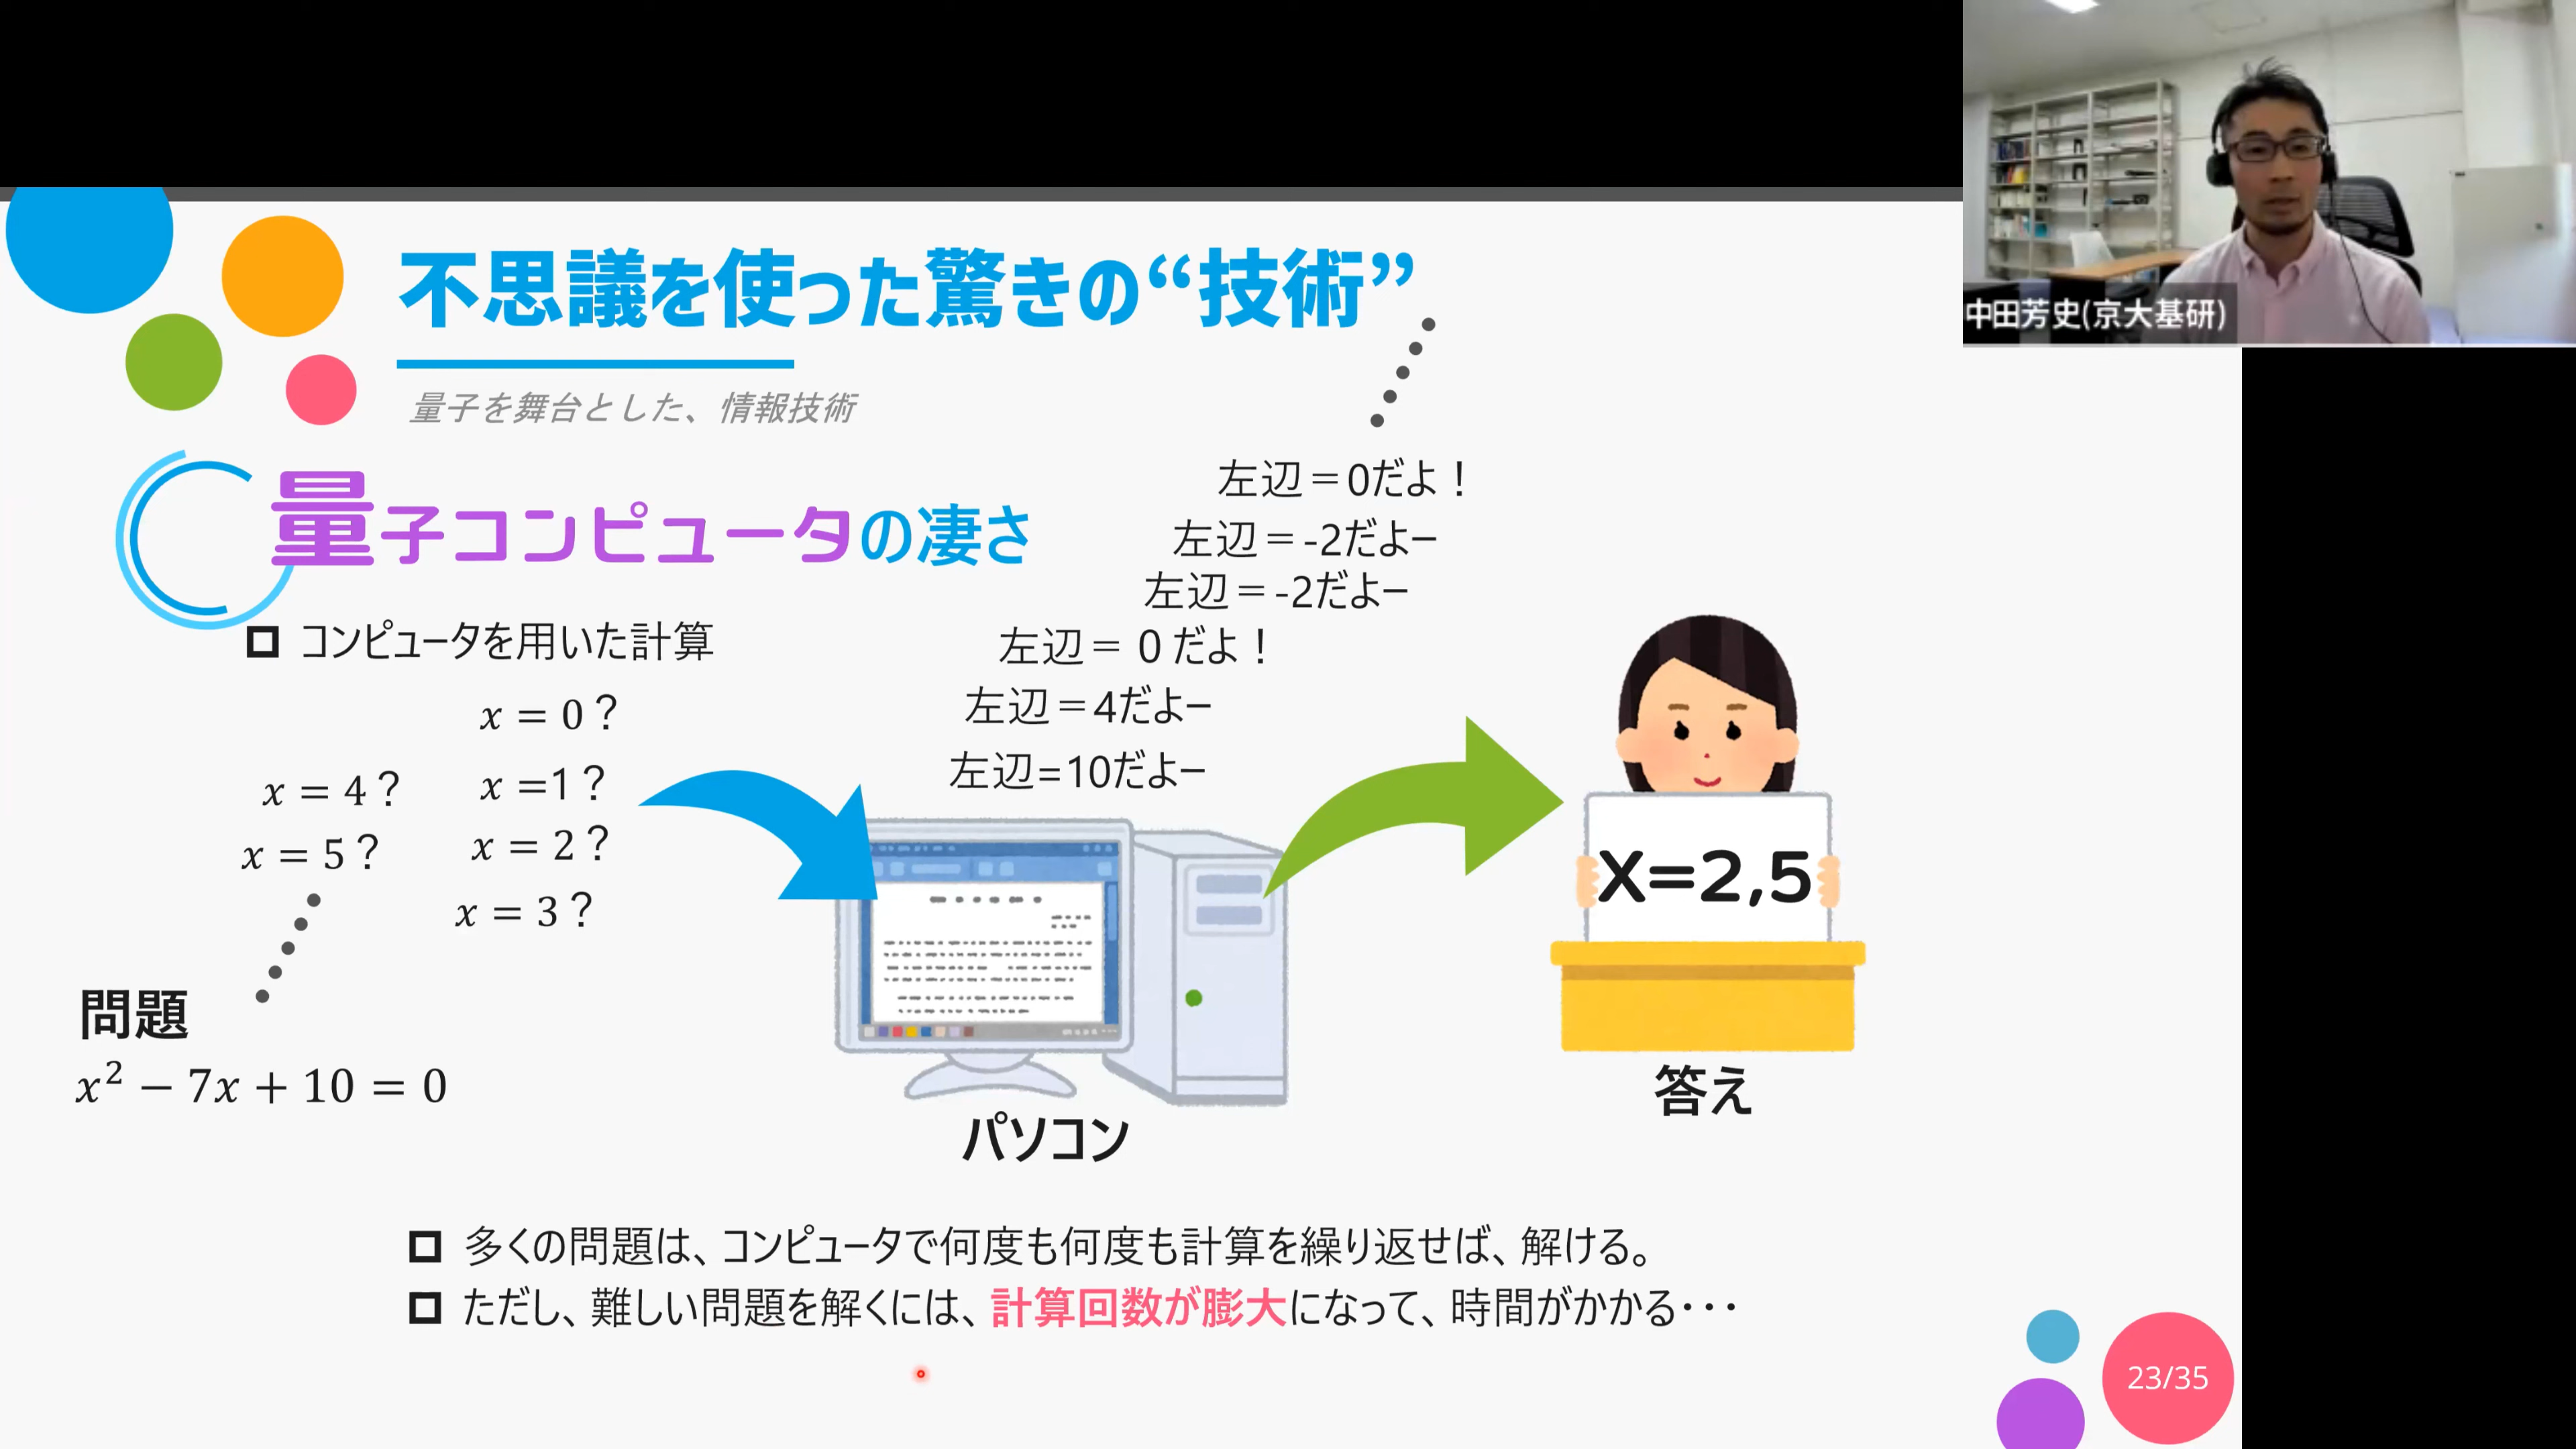 不思議を使った驚きの“技術”
量子を舞台とした、情報技術
中田芳史(京大基研)
量子コンピュータの凄さ
コンピュータを用いた計算
x = 0？
x =1？
x = 2？
x = 3？
x = 4？
x = 5？
左辺＝0だよ！
左辺＝-2だよー
左辺＝-2だよー
左辺＝ 0 だよ！
左辺＝4だよー
左辺=10だよー
問題
x² − 7x + 10 = 0
パソコン
X=2,5
答え
多くの問題は、コンピュータで何度も何度も計算を繰り返せば、解ける。
ただし、難しい問題を解くには、計算回数が膨大になって、時間がかかる・・・
23/35